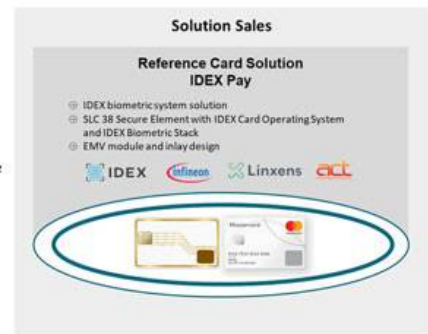 Solution Sales
Reference Card Solution
IDEX Pay
IDEX biometric system solution
SLC 38 Secure Element with IDEX Card Operating System
and IDEX Biometric Stack
EMV module and inlay design
IDEX
infineon
Linxens
act